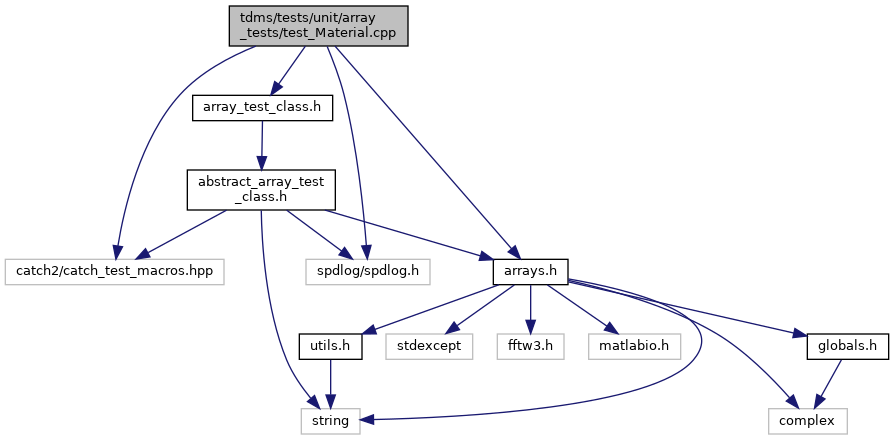 tdms/tests/unit/array
_tests/test_Material.cpp
array_test_class.h
abstract_array_test
_class.h
catch2/catch_test_macros.hpp
spdlog/spdlog.h
arrays.h
utils.h
stdexcept
fftw3.h
matlabio.h
globals.h
string
complex